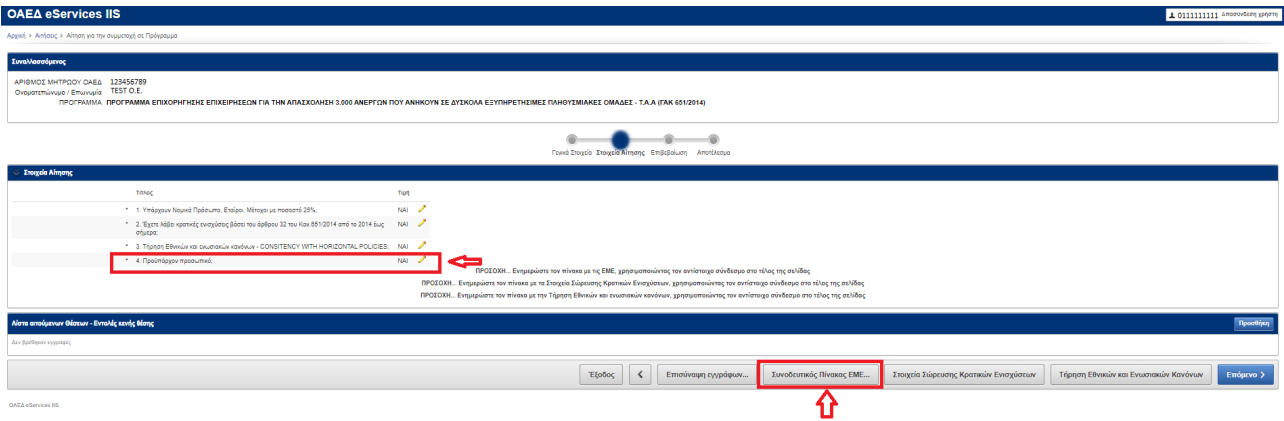 ΟΑΕΔ eServices IIS
0111111111 Αποσύνδεση χρήστη
Αρχική > Αιτήσεις > Αίτηση για την συμμετοχή σε Πρόγραμμα
Συναλλασσόμενος
ΑΡΙΘΜΟΣ ΜΗΤΡΩΟΥ ΟΑΕΔ 123456789
Ονοματεπώνυμο / Επωνυμία TEST Ο.Ε.
ΠΡΟΓΡΑΜΜΑ ΠΡΟΓΡΑΜΜΑ ΕΠΙΧΟΡΗΓΗΣΗΣ ΕΠΙΧΕΙΡΗΣΕΩΝ ΓΙΑ ΤΗΝ ΑΠΑΣΧΟΛΗΣΗ 3.000 ΑΝΕΡΓΩΝ ΠΟΥ ΑΝΗΚΟΥΝ ΣΕ ΔΥΣΚΟΛΑ ΕΞΥΠΗΡΕΤΗΣΙΜΕΣ ΠΛΗΘΥΣΜΙΑΚΕΣ ΟΜΑΔΕΣ - Τ.Α.Α (ΓΑΚ 651/2014)
Γενικά Στοιχεία Στοιχεία Αίτησης Επιβεβαίωση Αποτέλεσμα
Στοιχεία Αίτησης
Τίτλος Τιμή
* 1. Υπάρχουν Νομικά Πρόσωπα, Εταίροι, Μέτοχοι με ποσοστό 25%; ΝΑΙ
* 2. Έχετε λάβει κρατικές ενισχύσεις βάσει του άρθρου 32 του Καν.651/2014 από το 2014 έως ΝΑΙ
σήμερα;
* 3. Τήρηση Εθνικών και ενωσιακών κανόνων - CONSITENCY WITH HORIZONTAL POLICIES; ΝΑΙ
* 4. Προϋπάρχον προσωπικό; ΝΑΙ
ΠΡΟΣΟΧΗ... Ενημερώστε τον πίνακα με τις ΕΜΕ, χρησιμοποιώντας τον αντίστοιχο σύνδεσμο στο τέλος της σελίδας
ΠΡΟΣΟΧΗ... Ενημερώστε τον πίνακα με τα Στοιχεία Σώρευσης Κρατικών Ενισχύσεων, χρησιμοποιώντας τον αντίστοιχο σύνδεσμο στο τέλος της σελίδας
ΠΡΟΣΟΧΗ... Ενημερώστε τον πίνακα με την Τήρηση Εθνικών και ενωσιακών κανόνων, χρησιμοποιώντας τον αντίστοιχο σύνδεσμο στο τέλος της σελίδας
Λίστα αιτούμενων Θέσεων - Εντολές κενής θέσης Προσθήκη
Δεν βρέθηκαν εγγραφές
Έξοδος < Επισύναψη εγγράφων... Συνοδευτικός Πίνακας ΕΜΕ... Στοιχεία Σώρευσης Κρατικών Ενισχύσεων Τήρηση Εθνικών και Ενωσιακών Κανόνων Επόμενο >
ΟΑΕΔ eServices IIS